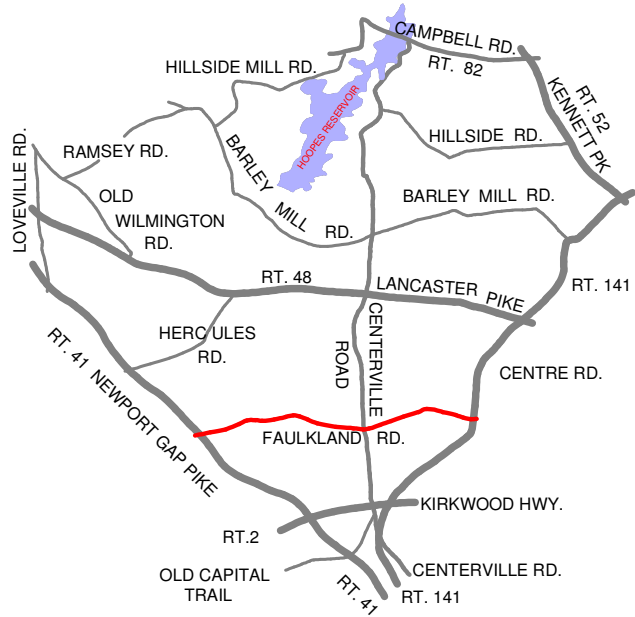 CAMPBELL RD.
RT. 82
HILLSIDE MILL RD.
RT. 52
KENNETT PK
HOOPES RESERVOIR
HILLSIDE RD.
RAMSEY RD.
BARLEY MILL RD.
LOVEVILLE RD.
OLD
WILMINGTON
RD.
BARLEY MILL RD.
RT. 48
LANCASTER PIKE
RT. 141
HERCULES
RD.
CENTERVILLE
ROAD
CENTRE RD.
RT. 41 NEWPORT GAP PIKE
FAULKLAND RD.
KIRKWOOD HWY.
RT.2
OLD CAPITAL
TRAIL
CENTERVILLE RD.
RT. 41
RT. 141